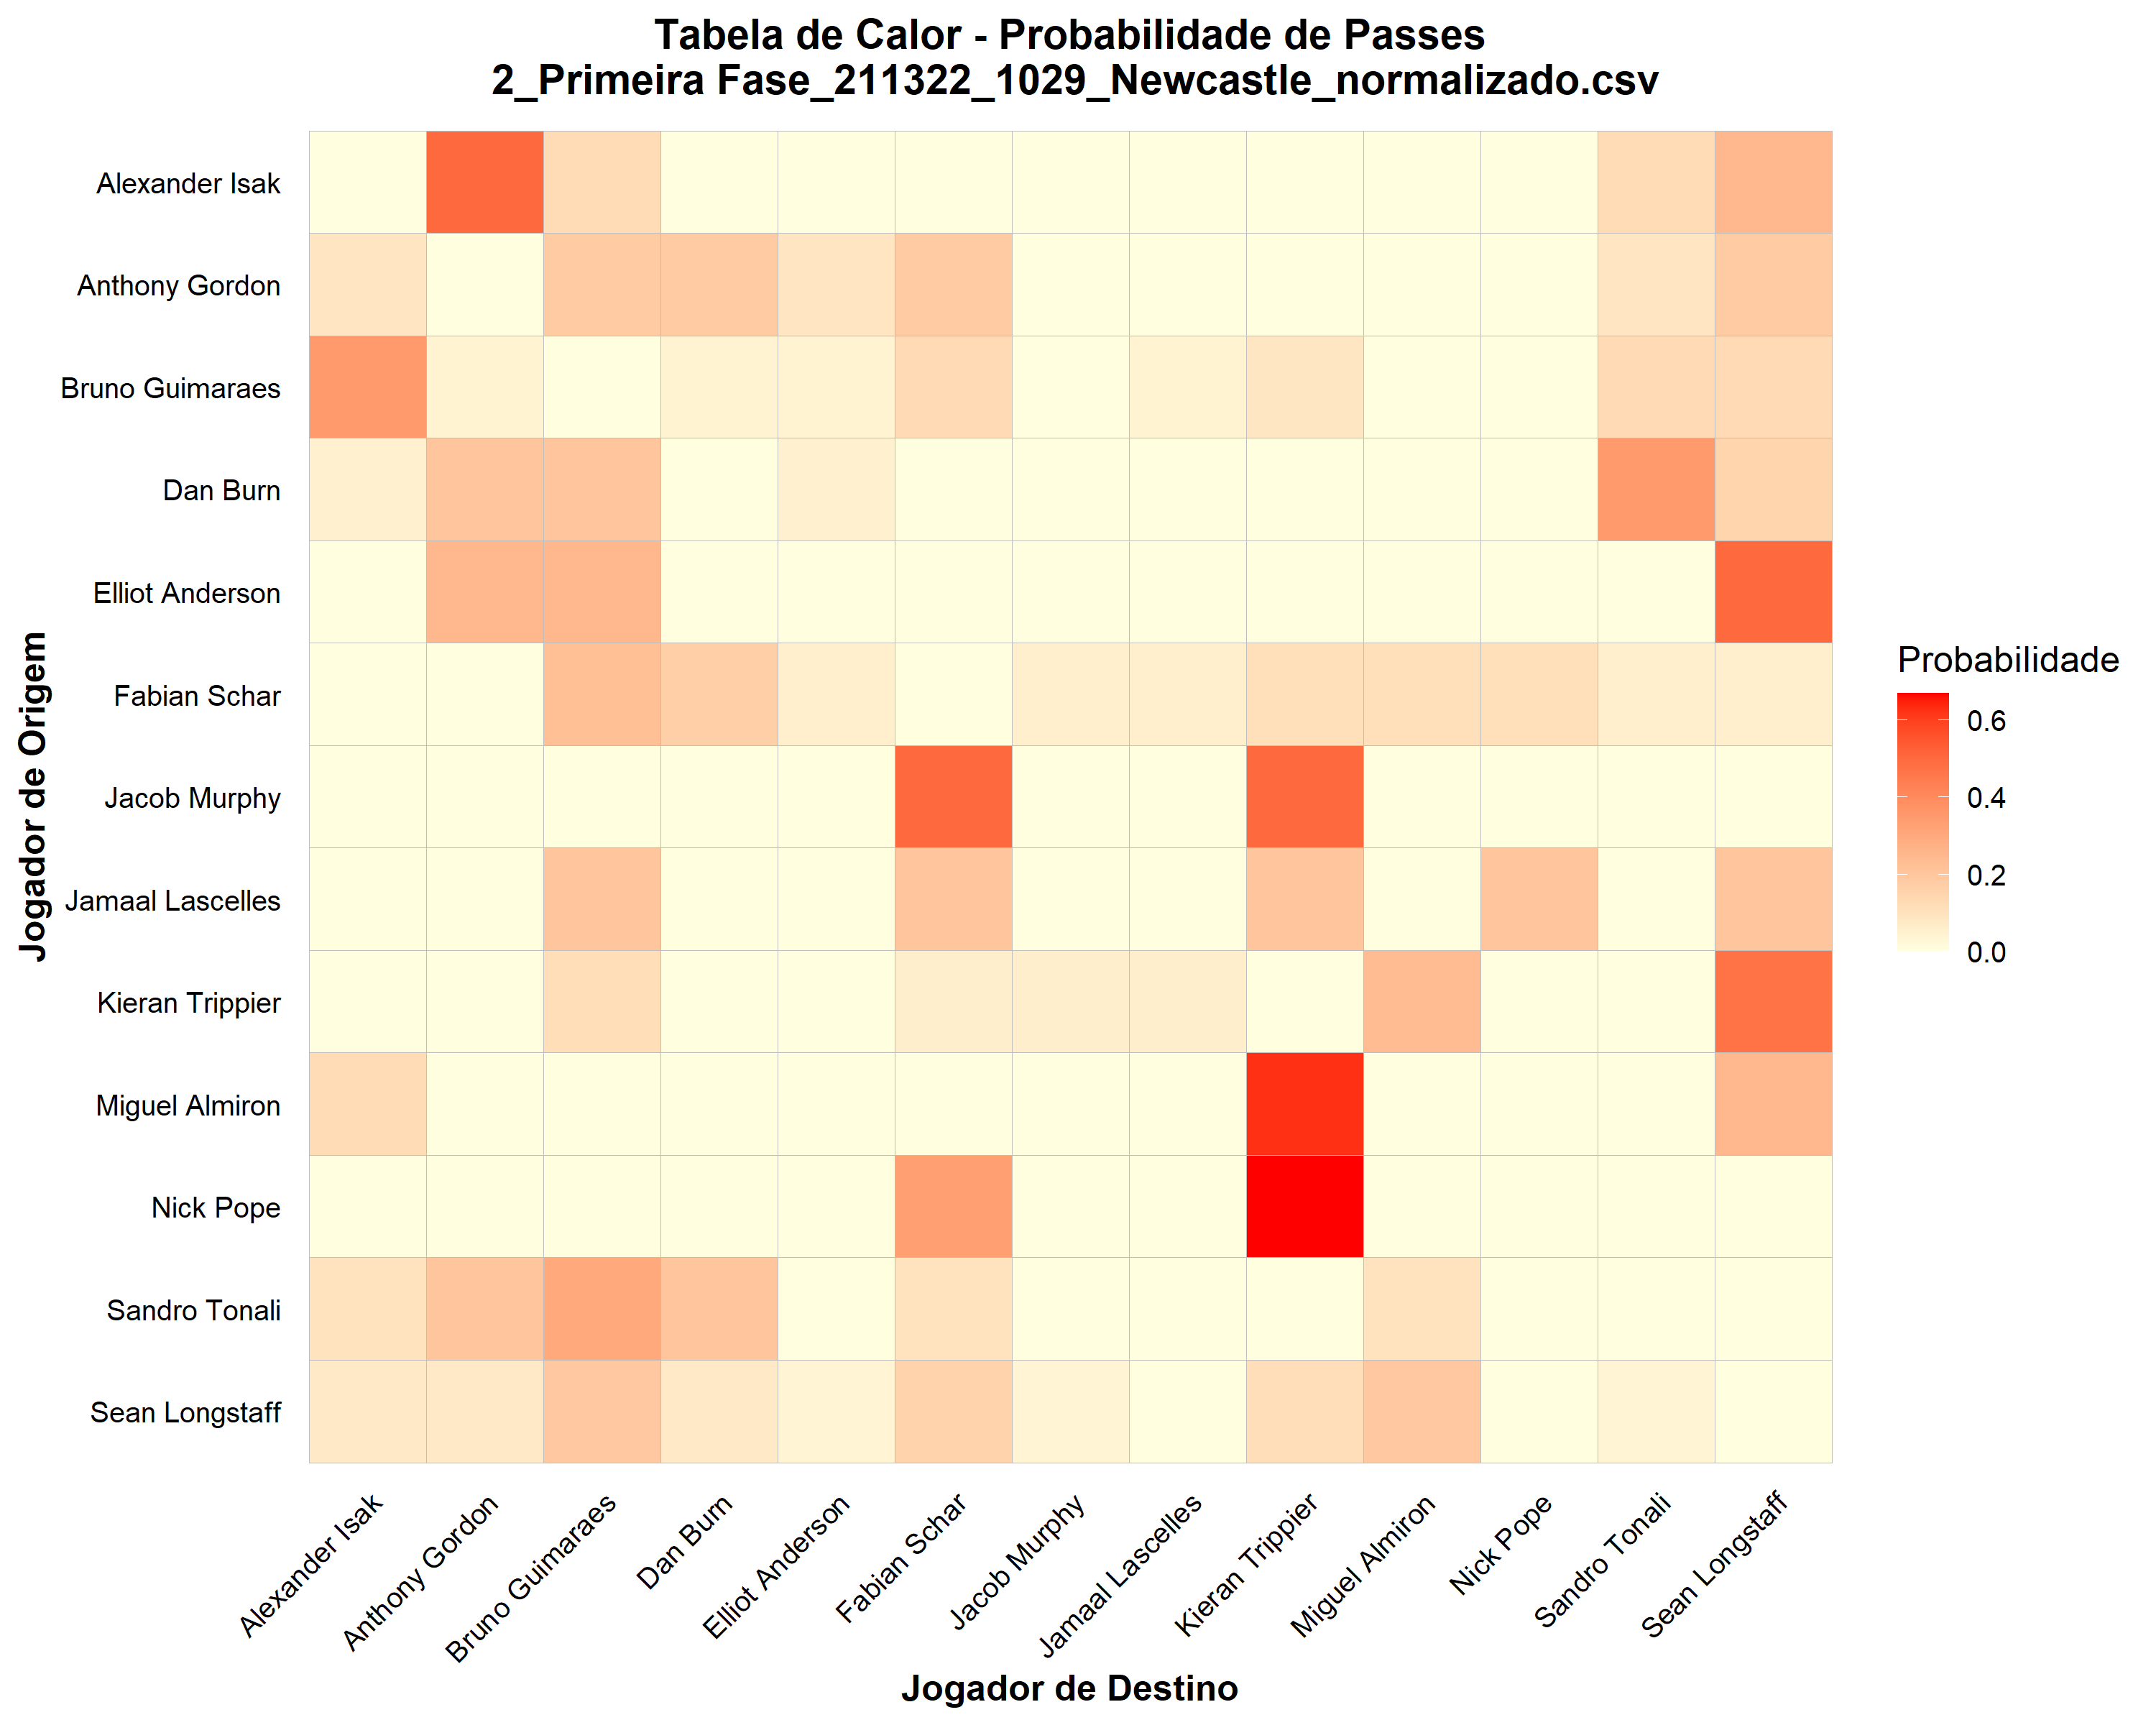 Tabela de Calor - Probabilidade de Passes
2_Primeira Fase_211322_1029_Newcastle_normalizado.csv
Jogador de Origem
Alexander Isak
Anthony Gordon
Bruno Guimaraes
Dan Burn
Elliot Anderson
Fabian Schar
Jacob Murphy
Jamaal Lascelles
Kieran Trippier
Miguel Almiron
Nick Pope
Sandro Tonali
Sean Longstaff
Alexander Isak
Anthony Gordon
Bruno Guimaraes
Dan Burn
Elliot Anderson
Fabian Schar
Jacob Murphy
Jamaal Lascelles
Kieran Trippier
Miguel Almiron
Nick Pope
Sandro Tonali
Sean Longstaff
Jogador de Destino
Probabilidade
0.6
0.4
0.2
0.0